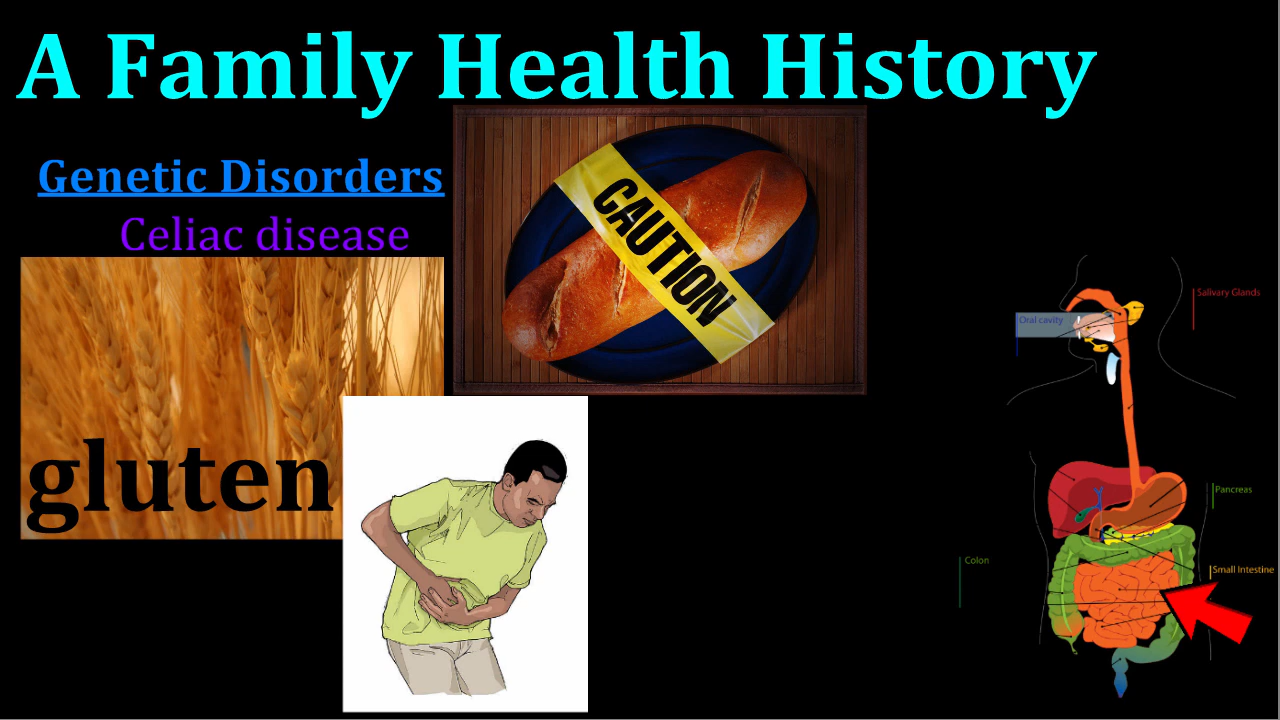 A Family Health History
Genetic Disorders
Celiac disease
CAUTION
gluten
Salivary Glands
Oral cavity
Pancreas
Colon
Small Intestine